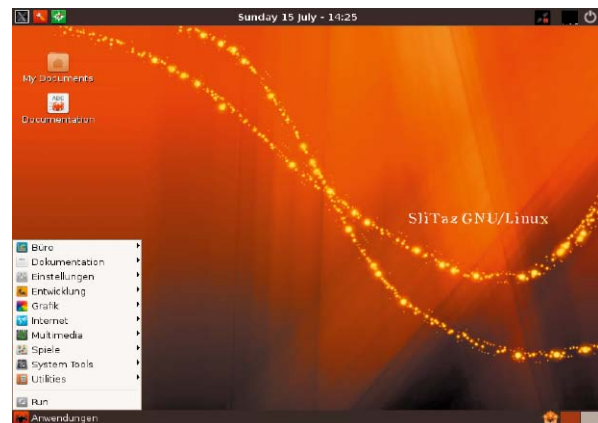 Sunday 15 July - 14:25
My Documents
Documentation
SliTaz GNU/Linux
Büro
Dokumentation
Einstellungen
Entwicklung
Grafik
Internet
Multimedia
Spiele
System Tools
Utilities
Run
Anwendungen